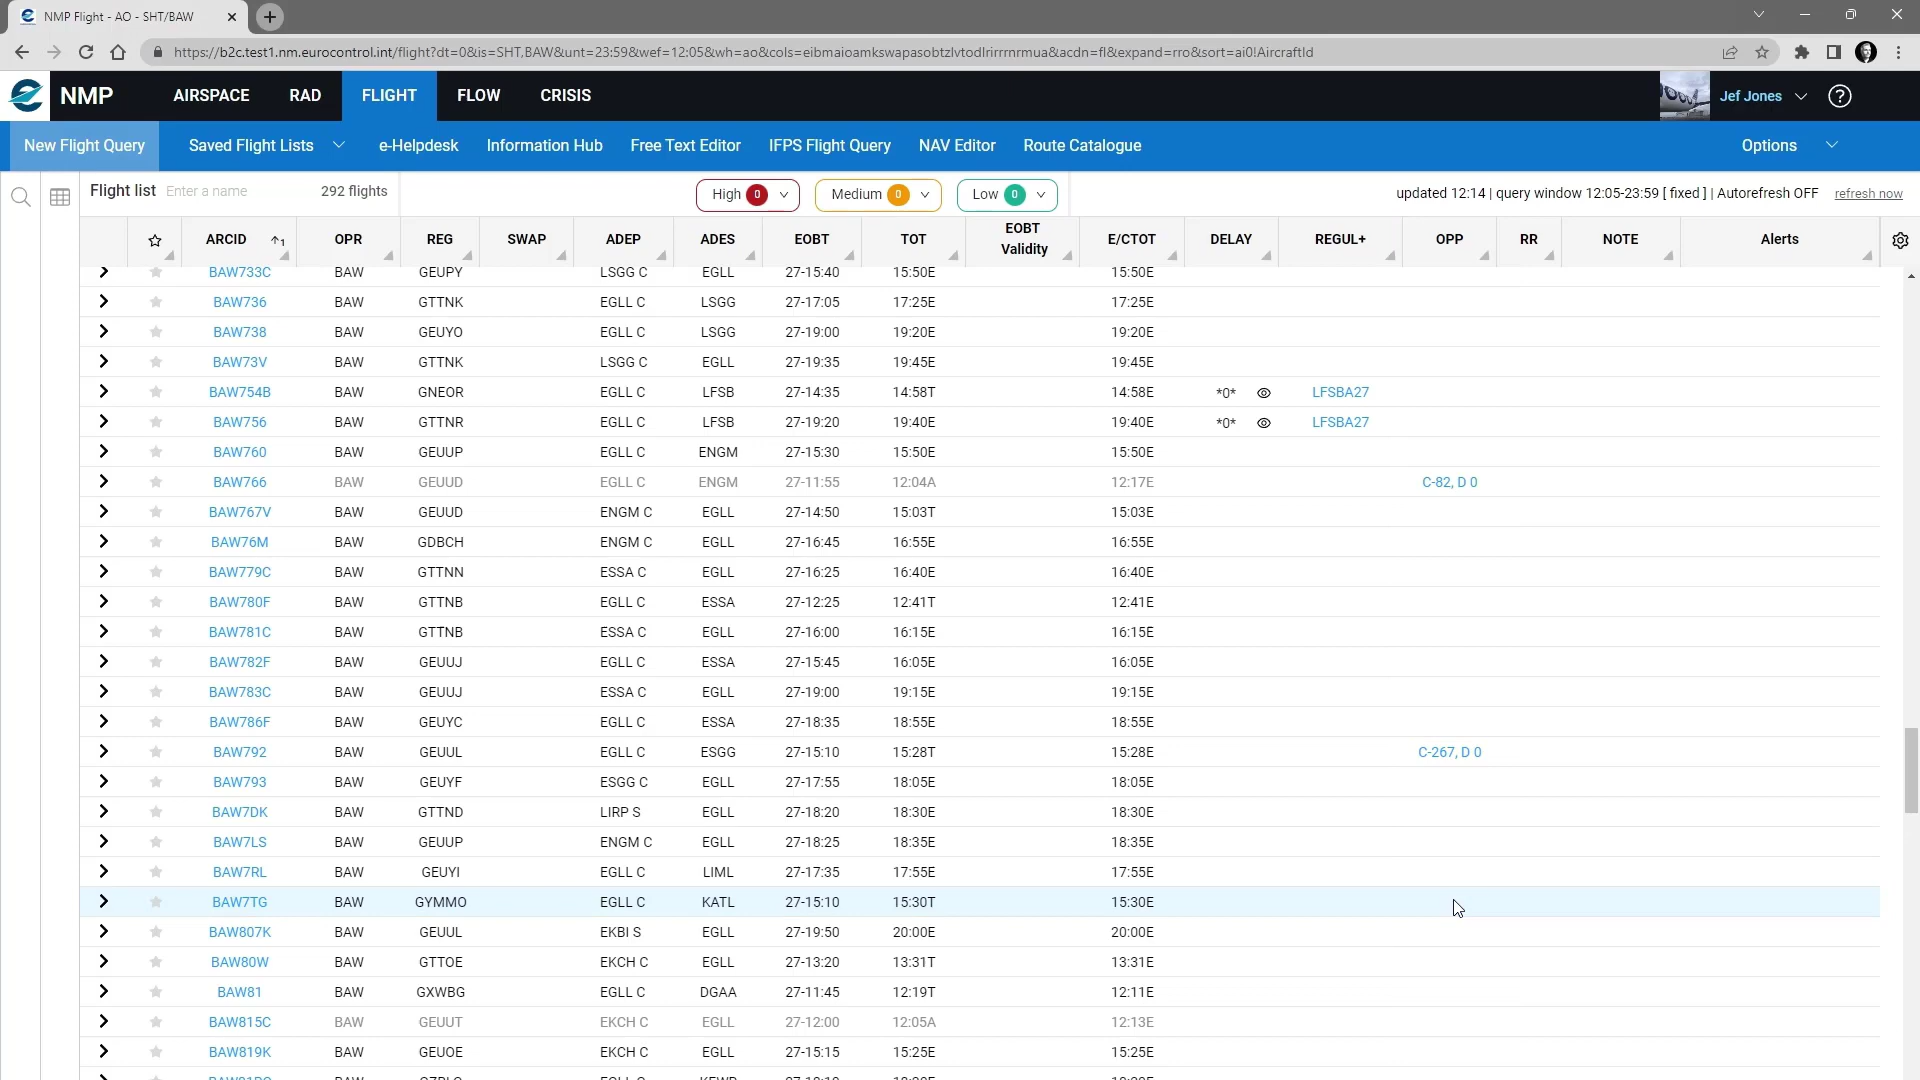 NMP Flight - AO - SHT/BAW
https://b2c.test1.nm.eurocontrol.int/flight?dt=0&is=SHT,BAW&unt=23:59&wef=12:05&wh=ao&cols=eibmaioamkswapasobtzlvtodlrirrrnrmua&acdn=fl&expand=rro&sort=ai0!AircraftId
NMP AIRSPACE RAD FLIGHT FLOW CRISIS Jef Jones ?
New Flight Query Saved Flight Lists e-Helpdesk Information Hub Free Text Editor IFPS Flight Query NAV Editor Route Catalogue Options
Flight list Enter a name 292 flights High 0 Medium 0 Low 0 updated 12:14 | query window 12:05-23:59 [ fixed ] | Autorefresh OFF refresh now
ARCID 1 OPR REG SWAP ADEP ADES EOBT TOT EOBT Validity E/CTOT DELAY REGUL+ OPP RR NOTE Alerts
BAW733C BAW GEUPY LSGG C EGLL 27-15:40 15:50E 15:50E
BAW736 BAW GTTNK EGLL C LSGG 27-17:05 17:25E 17:25E
BAW738 BAW GEUYO EGLL C LSGG 27-19:00 19:20E 19:20E
BAW73V BAW GTTNK LSGG C EGLL 27-19:35 19:45E 19:45E
BAW754B BAW GNEOR EGLL C LFSB 27-14:35 14:58T 14:58E *0* LFSBA27
BAW756 BAW GTTNR EGLL C LFSB 27-19:20 19:40E 19:40E *0* LFSBA27
BAW760 BAW GEUUP EGLL C ENGM 27-15:30 15:50E 15:50E
BAW766 BAW GEUUD EGLL C ENGM 27-11:55 12:04A 12:17E C-82, D 0
BAW767V BAW GEUUD ENGM C EGLL 27-14:50 15:03T 15:03E
BAW76M BAW GDBCH ENGM C EGLL 27-16:45 16:55E 16:55E
BAW779C BAW GTTNN ESSA C EGLL 27-16:25 16:40E 16:40E
BAW780F BAW GTTNB EGLL C ESSA 27-12:25 12:41T 12:41E
BAW781C BAW GTTNB ESSA C EGLL 27-16:00 16:15E 16:15E
BAW782F BAW GEUUJ EGLL C ESSA 27-15:45 16:05E 16:05E
BAW783C BAW GEUUJ ESSA C EGLL 27-19:00 19:15E 19:15E
BAW786F BAW GEUYC EGLL C ESSA 27-18:35 18:55E 18:55E
BAW792 BAW GEUUL EGLL C ESGG 27-15:10 15:28T 15:28E C-267, D 0
BAW793 BAW GEUYF ESGG C EGLL 27-17:55 18:05E 18:05E
BAW7DK BAW GTTND LIRP S EGLL 27-18:20 18:30E 18:30E
BAW7LS BAW GEUUP ENGM C EGLL 27-18:25 18:35E 18:35E
BAW7RL BAW GEUYI EGLL C LIML 27-17:35 17:55E 17:55E
BAW7TG BAW GYMMO EGLL C KATL 27-15:10 15:30T 15:30E
BAW807K BAW GEUUL EKBI S EGLL 27-19:50 20:00E 20:00E
BAW80W BAW GTTOE EKCH C EGLL 27-13:20 13:31T 13:31E
BAW81 BAW GXWBG EGLL C DGAA 27-11:45 12:19T 12:11E
BAW815C BAW GEUUT EKCH C EGLL 27-12:00 12:05A 12:13E
BAW819K BAW GEUOE EKCH C EGLL 27-15:15 15:25E 15:25E